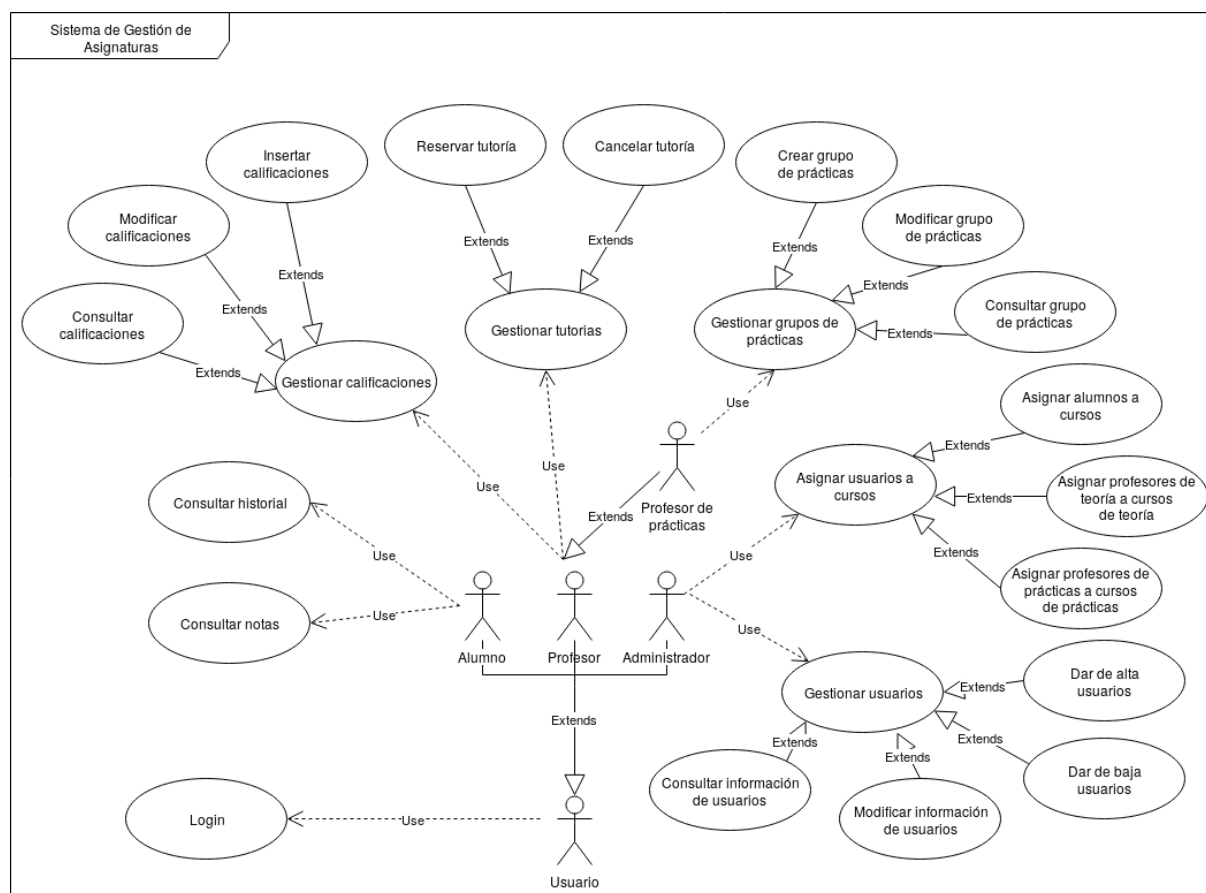 Sistema de Gestión de
Asignaturas
Reservar tutoría
Cancelar tutoría
Insertar
calificaciones
Crear grupo
de prácticas
Modificar
calificaciones
Modificar grupo
de prácticas
Extends
Extends
Extends
Extends
Extends
Extends
Consultar
calificaciones
Gestionar tutorias
Gestionar grupos de
prácticas
Extends
Consultar grupo
de prácticas
Extends
Gestionar calificaciones
Use
Asignar alumnos a
cursos
Extends
Use
Use
Asignar usuarios a
cursos
Extends
Asignar profesores de
teoría a cursos
de teoría
Consultar historial
Profesor de
prácticas
Extends
Extends
Use
Use
Asignar profesores de
prácticas a cursos
de prácticas
Consultar notas
Use
Use
Alumno
Profesor
Administrador
Gestionar usuarios
Extends
Dar de alta
usuarios
Extends
Extends
Extends
Extends
Consultar información
de usuarios
Dar de baja
usuarios
Modificar información
de usuarios
Login
Use
Usuario